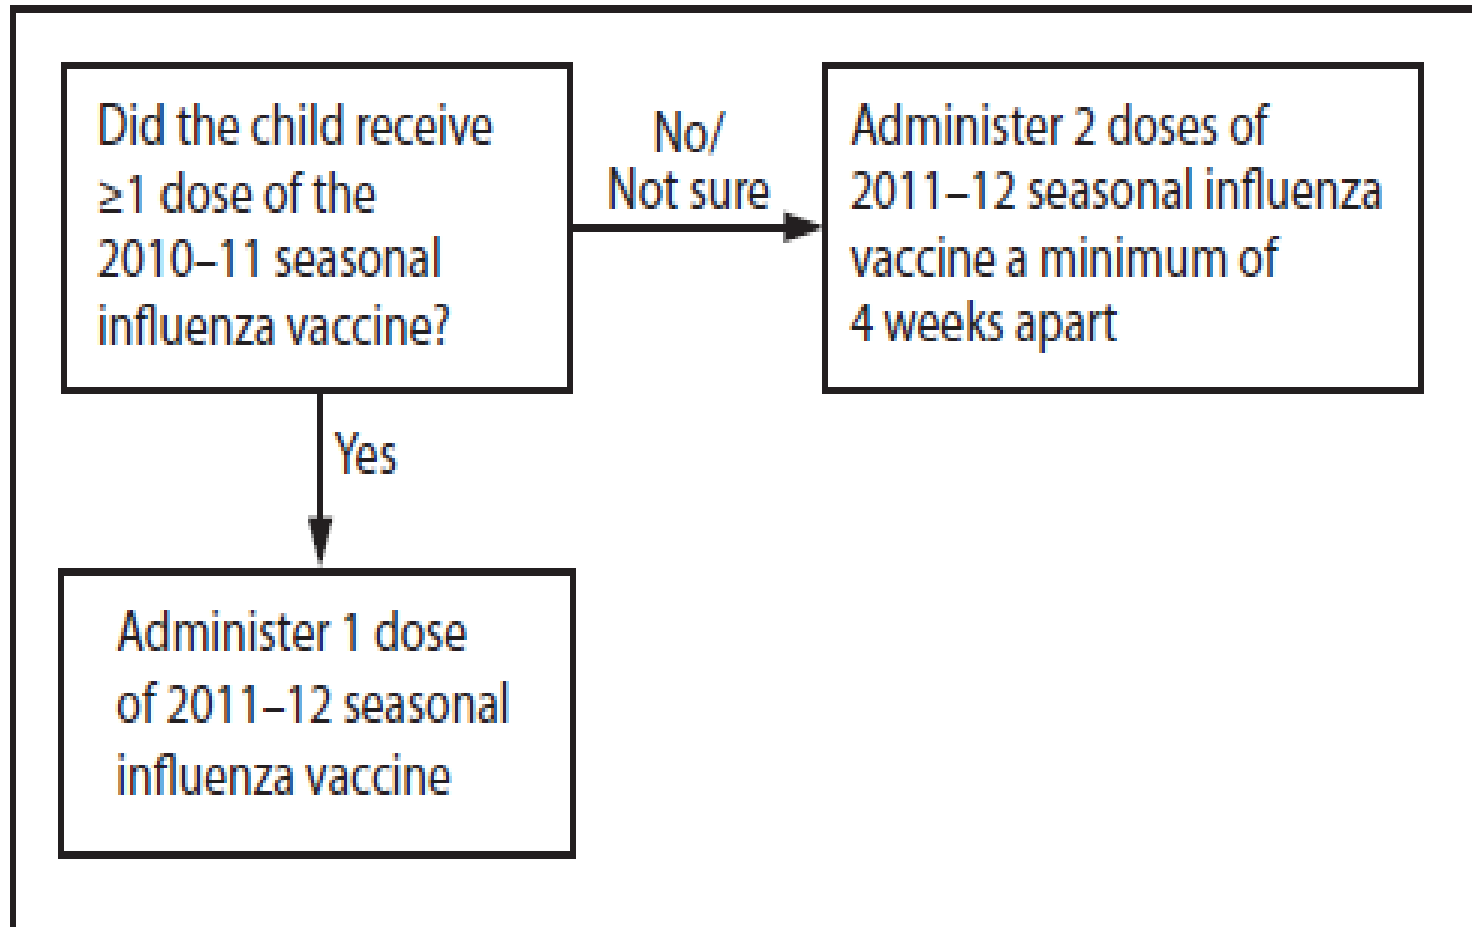 Did the child receive
≥1 dose of the
2010–11 seasonal
influenza vaccine?
No/
Not sure
Administer 2 doses of
2011–12 seasonal influenza
vaccine a minimum of
4 weeks apart
Yes
Administer 1 dose
of 2011–12 seasonal
influenza vaccine